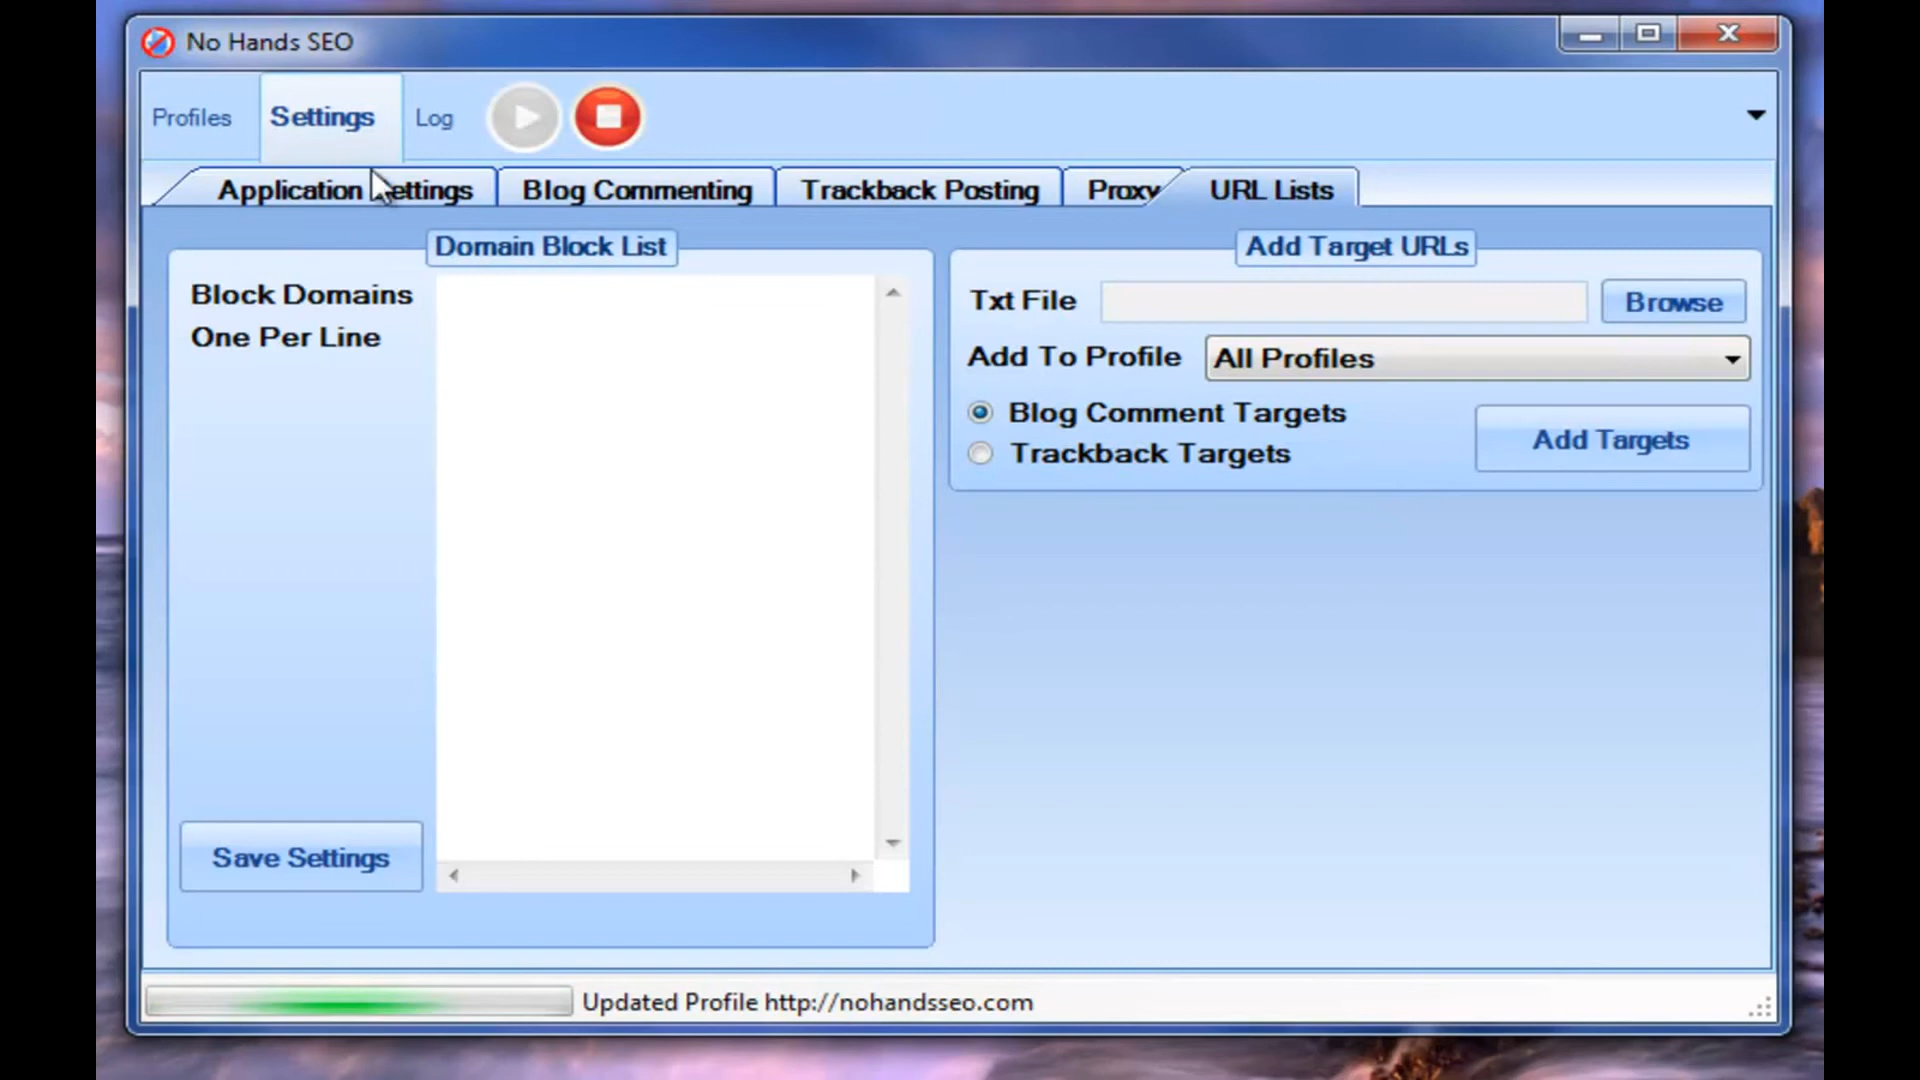 No Hands SEO
Profiles
Settings
Log
Application Settings
Blog Commenting
Trackback Posting
Proxy
URL Lists
Domain Block List
Block Domains
One Per Line
Save Settings
Add Target URLs
Txt File
Browse
Add To Profile
All Profiles
Blog Comment Targets
Trackback Targets
Add Targets
Updated Profile http://nohandsseo.com